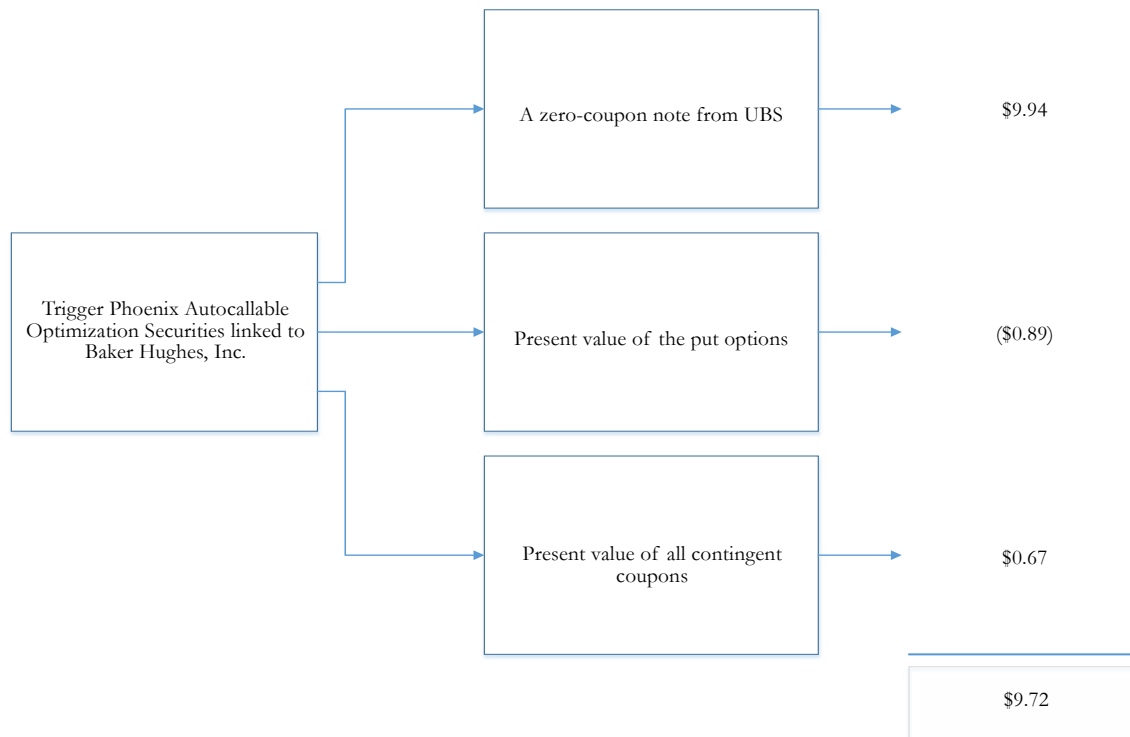 A zero-coupon note from UBS
$9.94
Trigger Phoenix Autocallable
Optimization Securities linked to
Baker Hughes, Inc.
Present value of the put options
($0.89)
Present value of all contingent
coupons
$0.67
$9.72